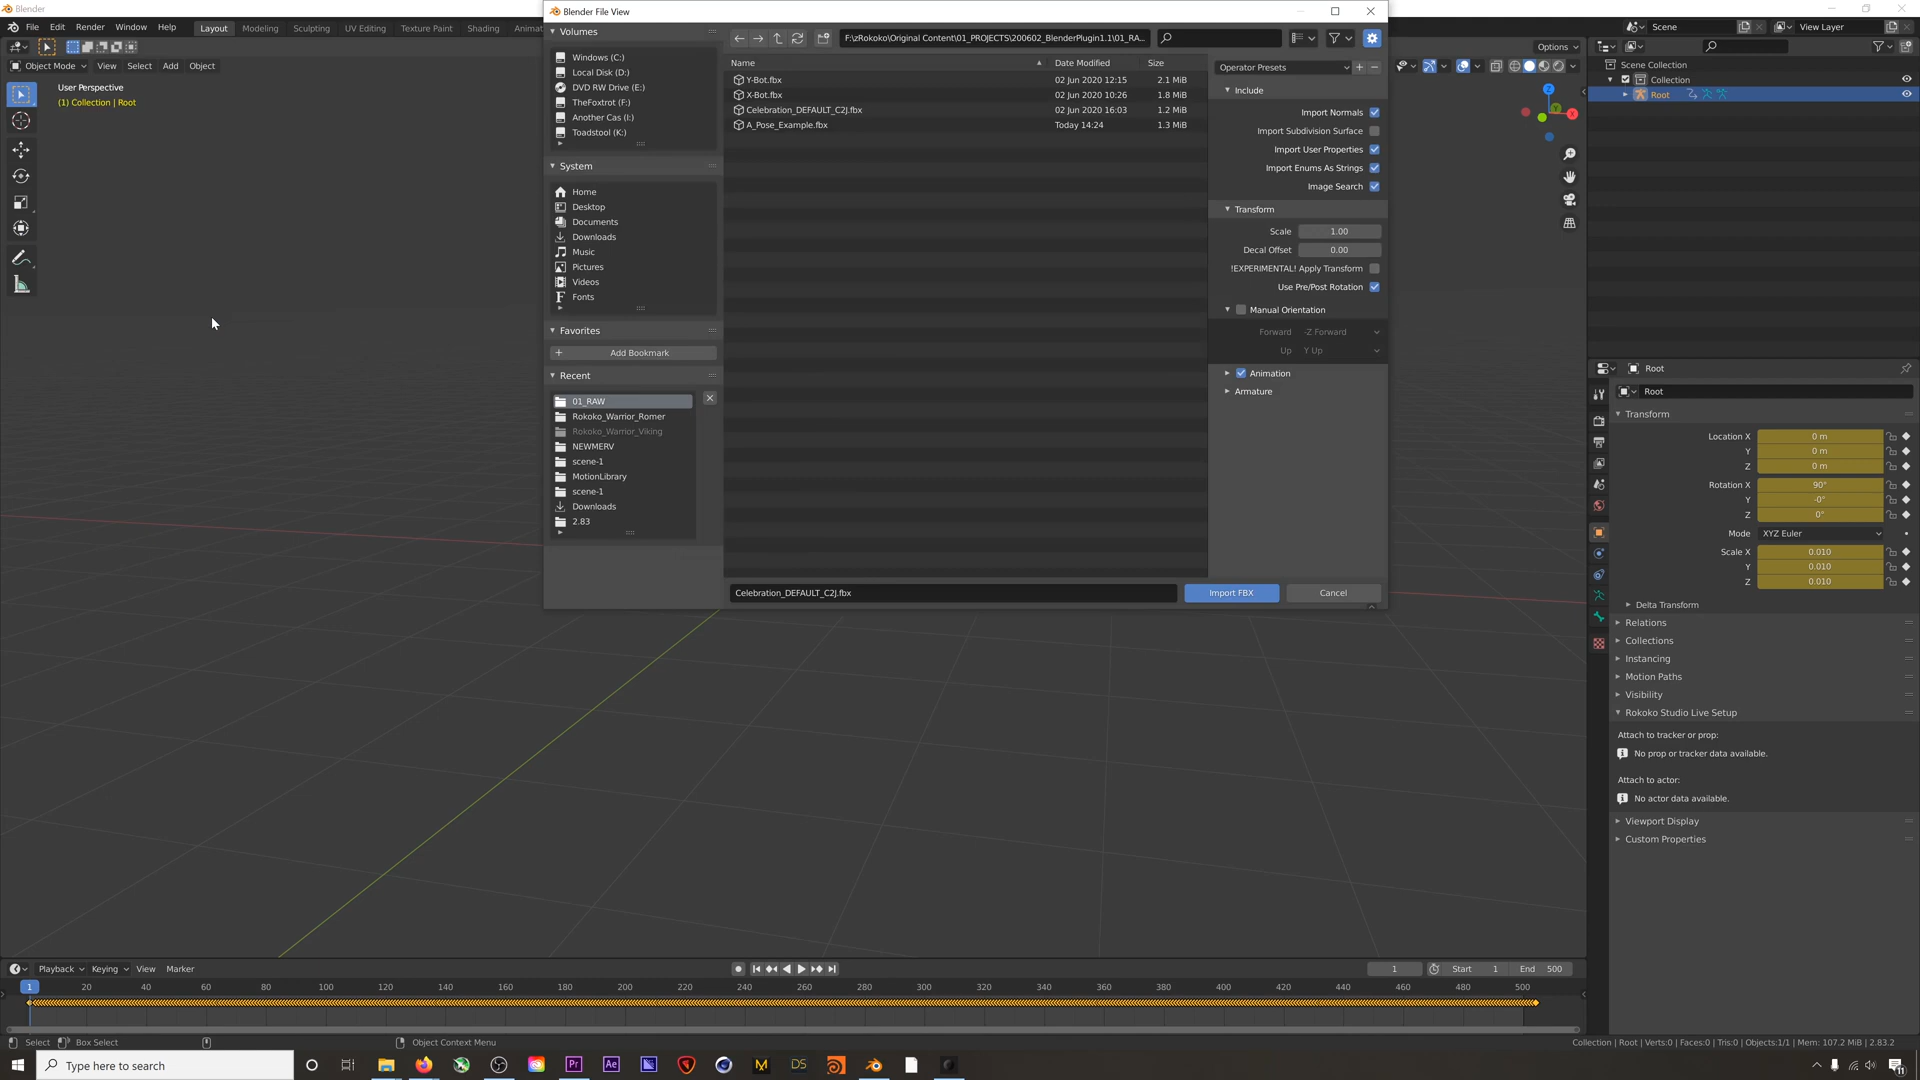 Blender
File Edit Render Window Help Layout Modeling Sculpting UV Editing Texture Paint Shading Animat
Object Mode View Select Add Object
User Perspective
(1) Collection | Root
Blender File View
Volumes
Windows (C:)
Local Disk (D:)
DVD RW Drive (E:)
TheFoxtrot (F:)
Another Cas (I:)
Toadstool (K:)
System
Home
Desktop
Documents
Downloads
Music
Pictures
Videos
Fonts
Favorites
Add Bookmark
Recent
01_RAW
Rokoko_Warrior_Romer
Rokoko_Warrior_Viking
NEWMERV
scene-1
MotionLibrary
scene-1
Downloads
2.83
F:\zRokoko\Original Content\01_PROJECTS\200602_BlenderPlugin1.1\01_RA...
Name Date Modified Size
Y-Bot.fbx 02 Jun 2020 12:15 2.1 MiB
X-Bot.fbx 02 Jun 2020 10:26 1.8 MiB
Celebration_DEFAULT_C2J.fbx 02 Jun 2020 16:03 1.2 MiB
A_Pose_Example.fbx Today 14:24 1.3 MiB
Celebration_DEFAULT_C2J.fbx
Import FBX
Cancel
Operator Presets
Include
Import Normals
Import Subdivision Surface
Import User Properties
Import Enums As Strings
Image Search
Transform
Scale 1.00
Decal Offset 0.00
!EXPERIMENTAL! Apply Transform
Use Pre/Post Rotation
Manual Orientation
Forward -Z Forward
Up Y Up
Animation
Armature
Options
Z
X
Y
Scene View Layer
Scene Collection
Collection
Root
Root
Root
Transform
Location X 0 m
Y 0 m
Z 0 m
Rotation X 90°
Y -0°
Z 0°
Mode XYZ Euler
Scale X 0.010
Y 0.010
Z 0.010
Delta Transform
Relations
Collections
Instancing
Motion Paths
Visibility
Rokoko Studio Live Setup
Attach to tracker or prop:
No prop or tracker data available.
Attach to actor:
No actor data available.
Viewport Display
Custom Properties
Playback Keying View Marker 1 Start 1 End 500
1 20 40 60 80 100 120 140 160 180 200 220 240 260 280 300 320 340 360 380 400 420 440 460 480 500
Select Box Select Object Context Menu Collection | Root | Verts:0 | Faces:0 | Tris:0 | Objects:1/1 | Mem: 107.2 MiB | 2.83.2
Type here to search
Pr Ae DS